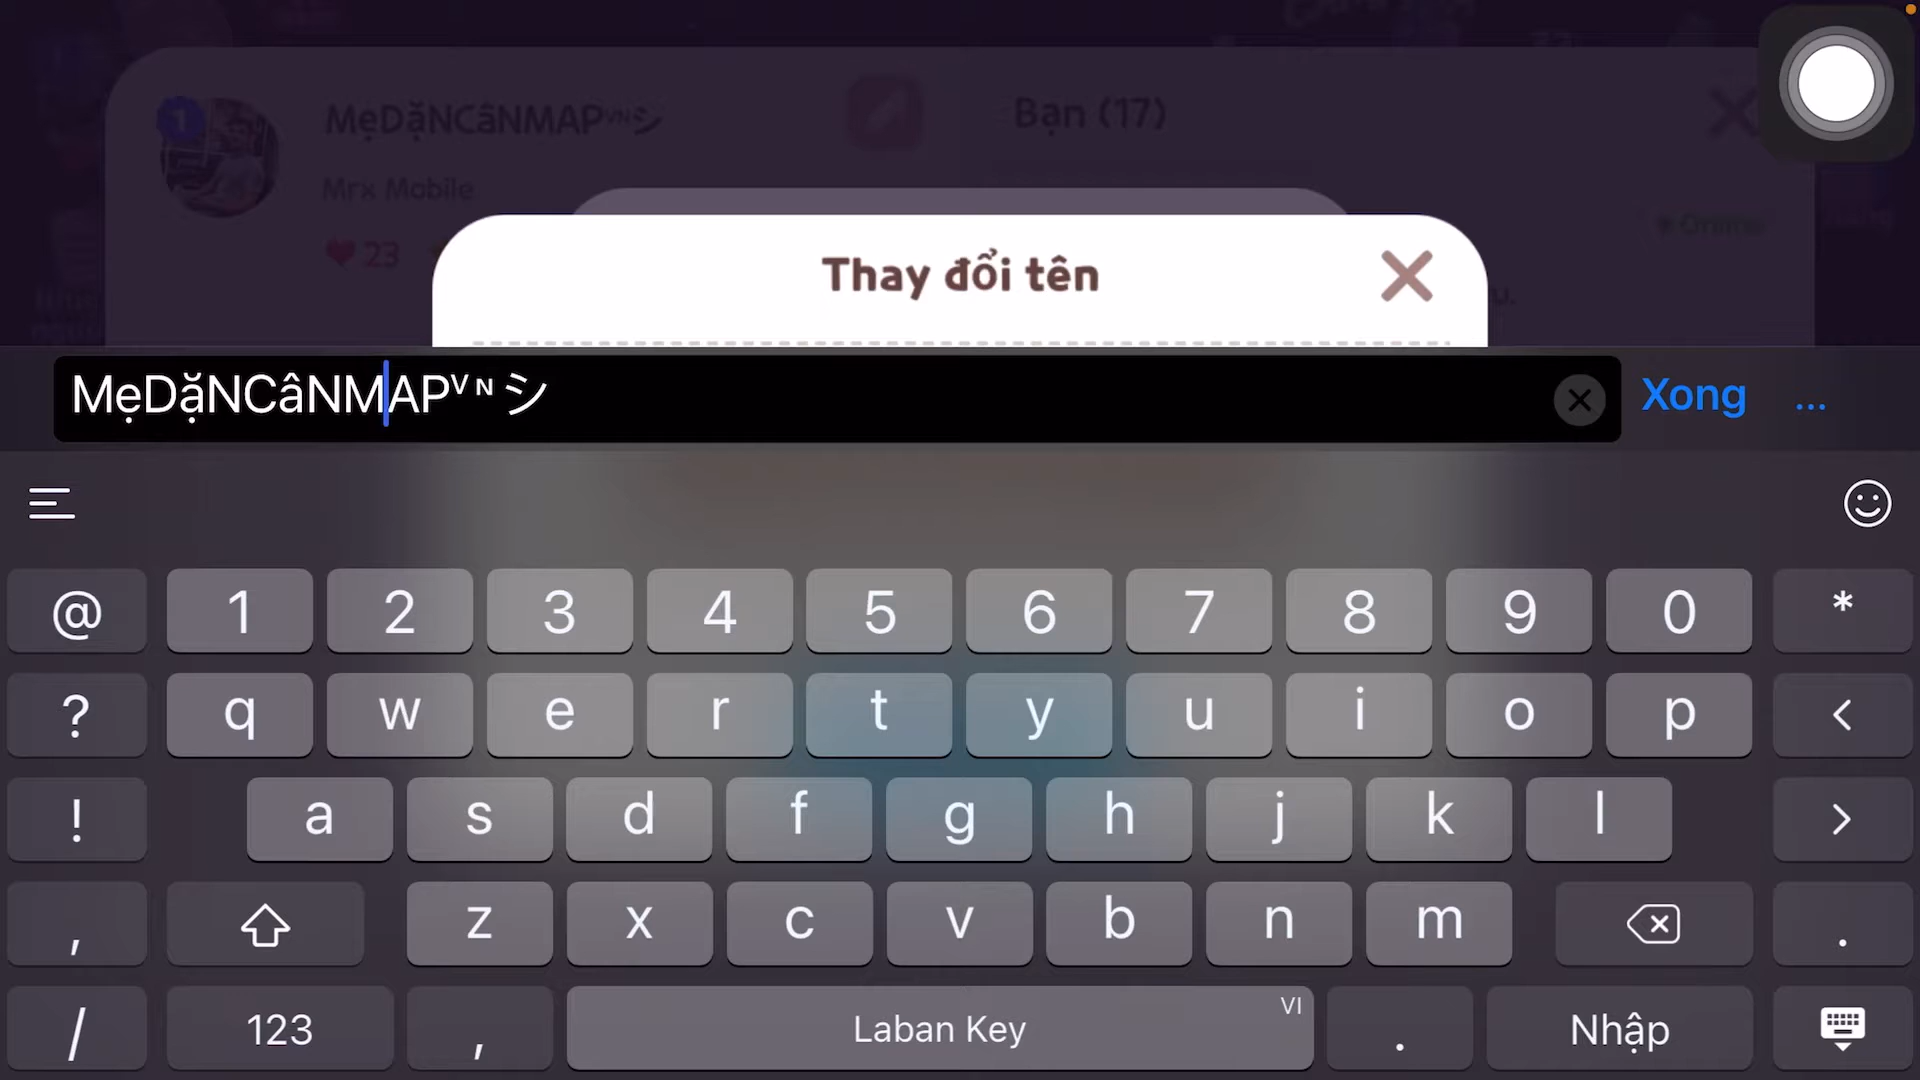 1
MẹDặNCâNMAPⱽᴺシ
Bạn (17)
Mrx Mobile
23
Online
Thay đổi tên
MẹDặNCâNMAPⱽᴺシ
Xong ...
@ 1 2 3 4 5 6 7 8 9 0 *
? q w e r t y u i o p <
! a s d f g h j k l >
, z x c v b n m .
/ 123 , Laban Key VI . Nhập